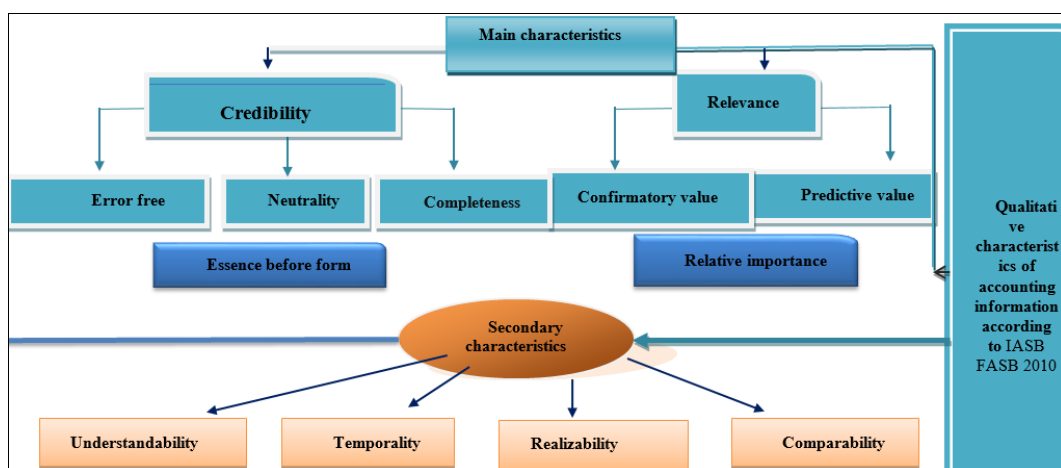 Main characteristics
Credibility
Relevance
Error free
Neutrality
Completeness
Confirmatory value
Predictive value
Essence before form
Relative importance
Qualitati
ve
characterist
ics of
accounting
information
according
to IASB
FASB 2010
Secondary
characteristics
Understandability
Temporality
Realizability
Comparability